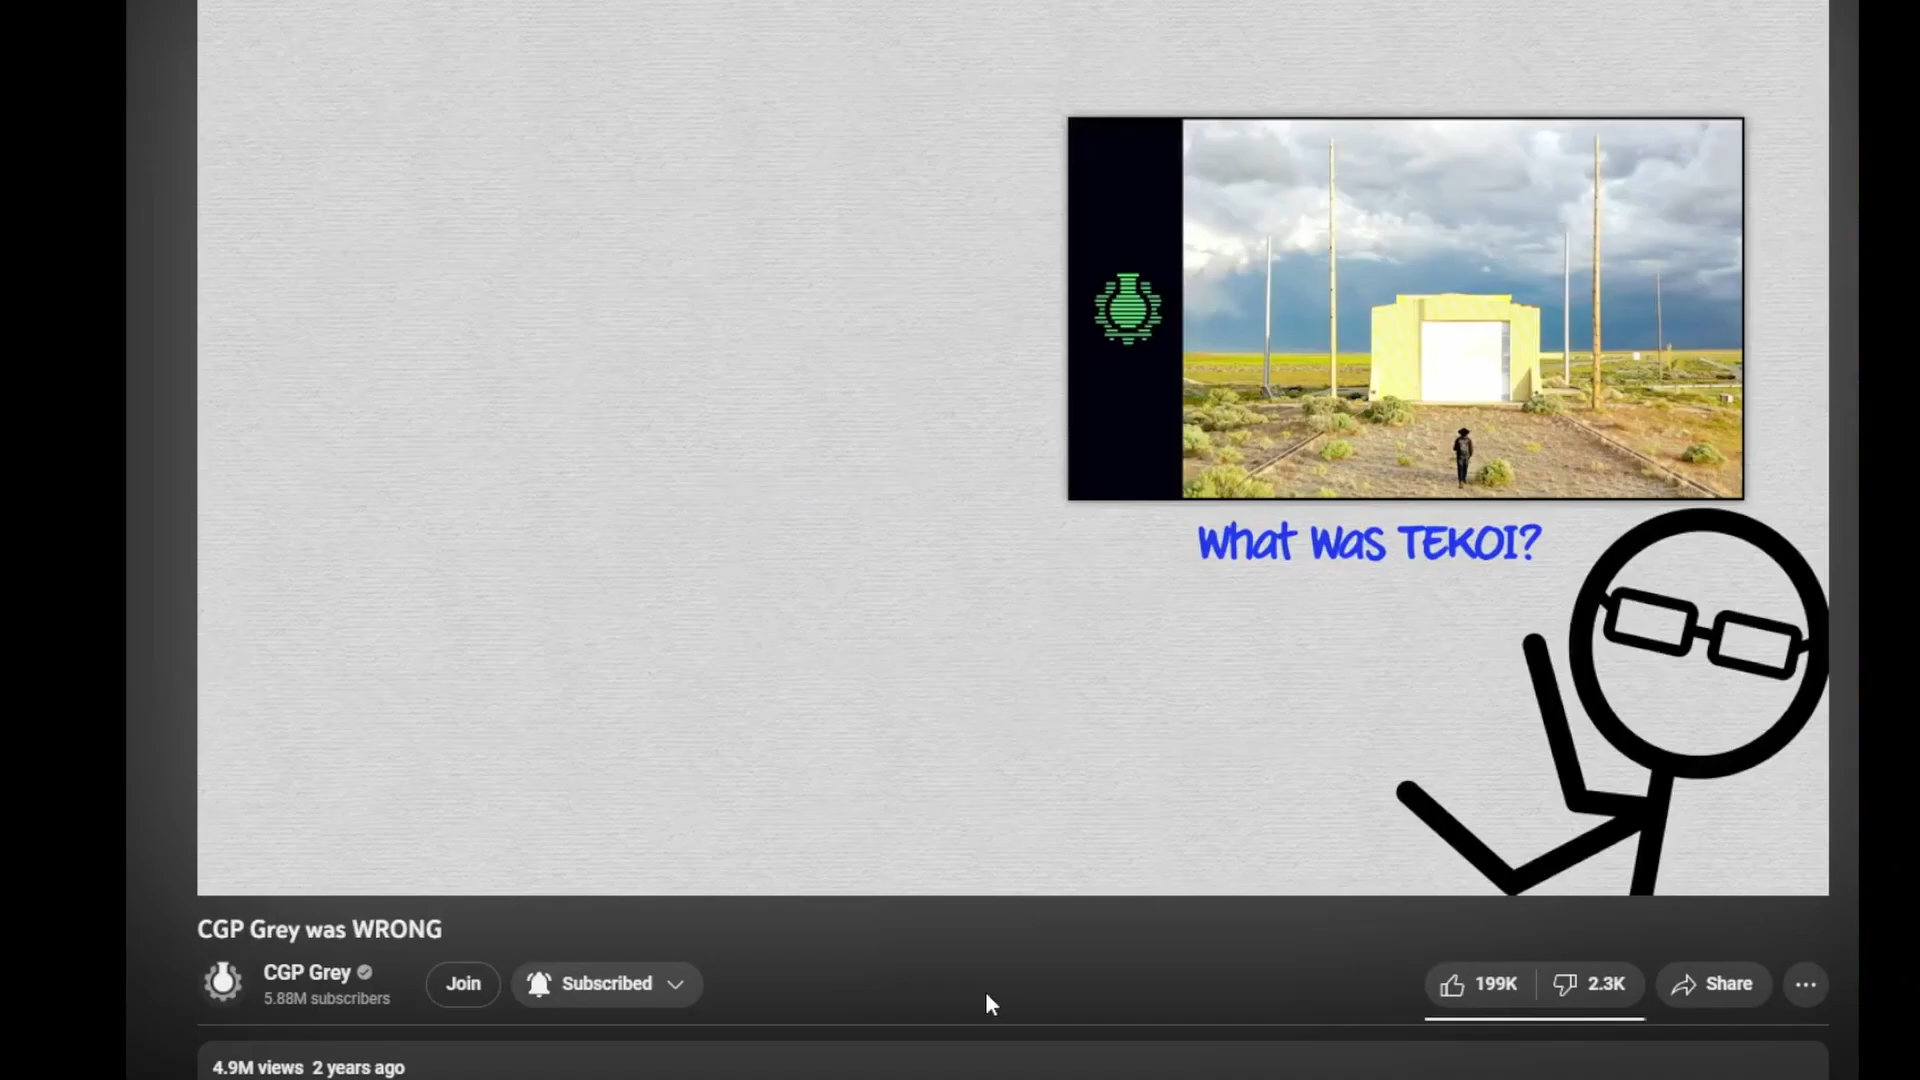 What Was TEKOI?
CGP Grey was WRONG
CGP Grey
5.88M subscribers
Join
Subscribed
199K
2.3K
Share
4.9M views 2 years ago